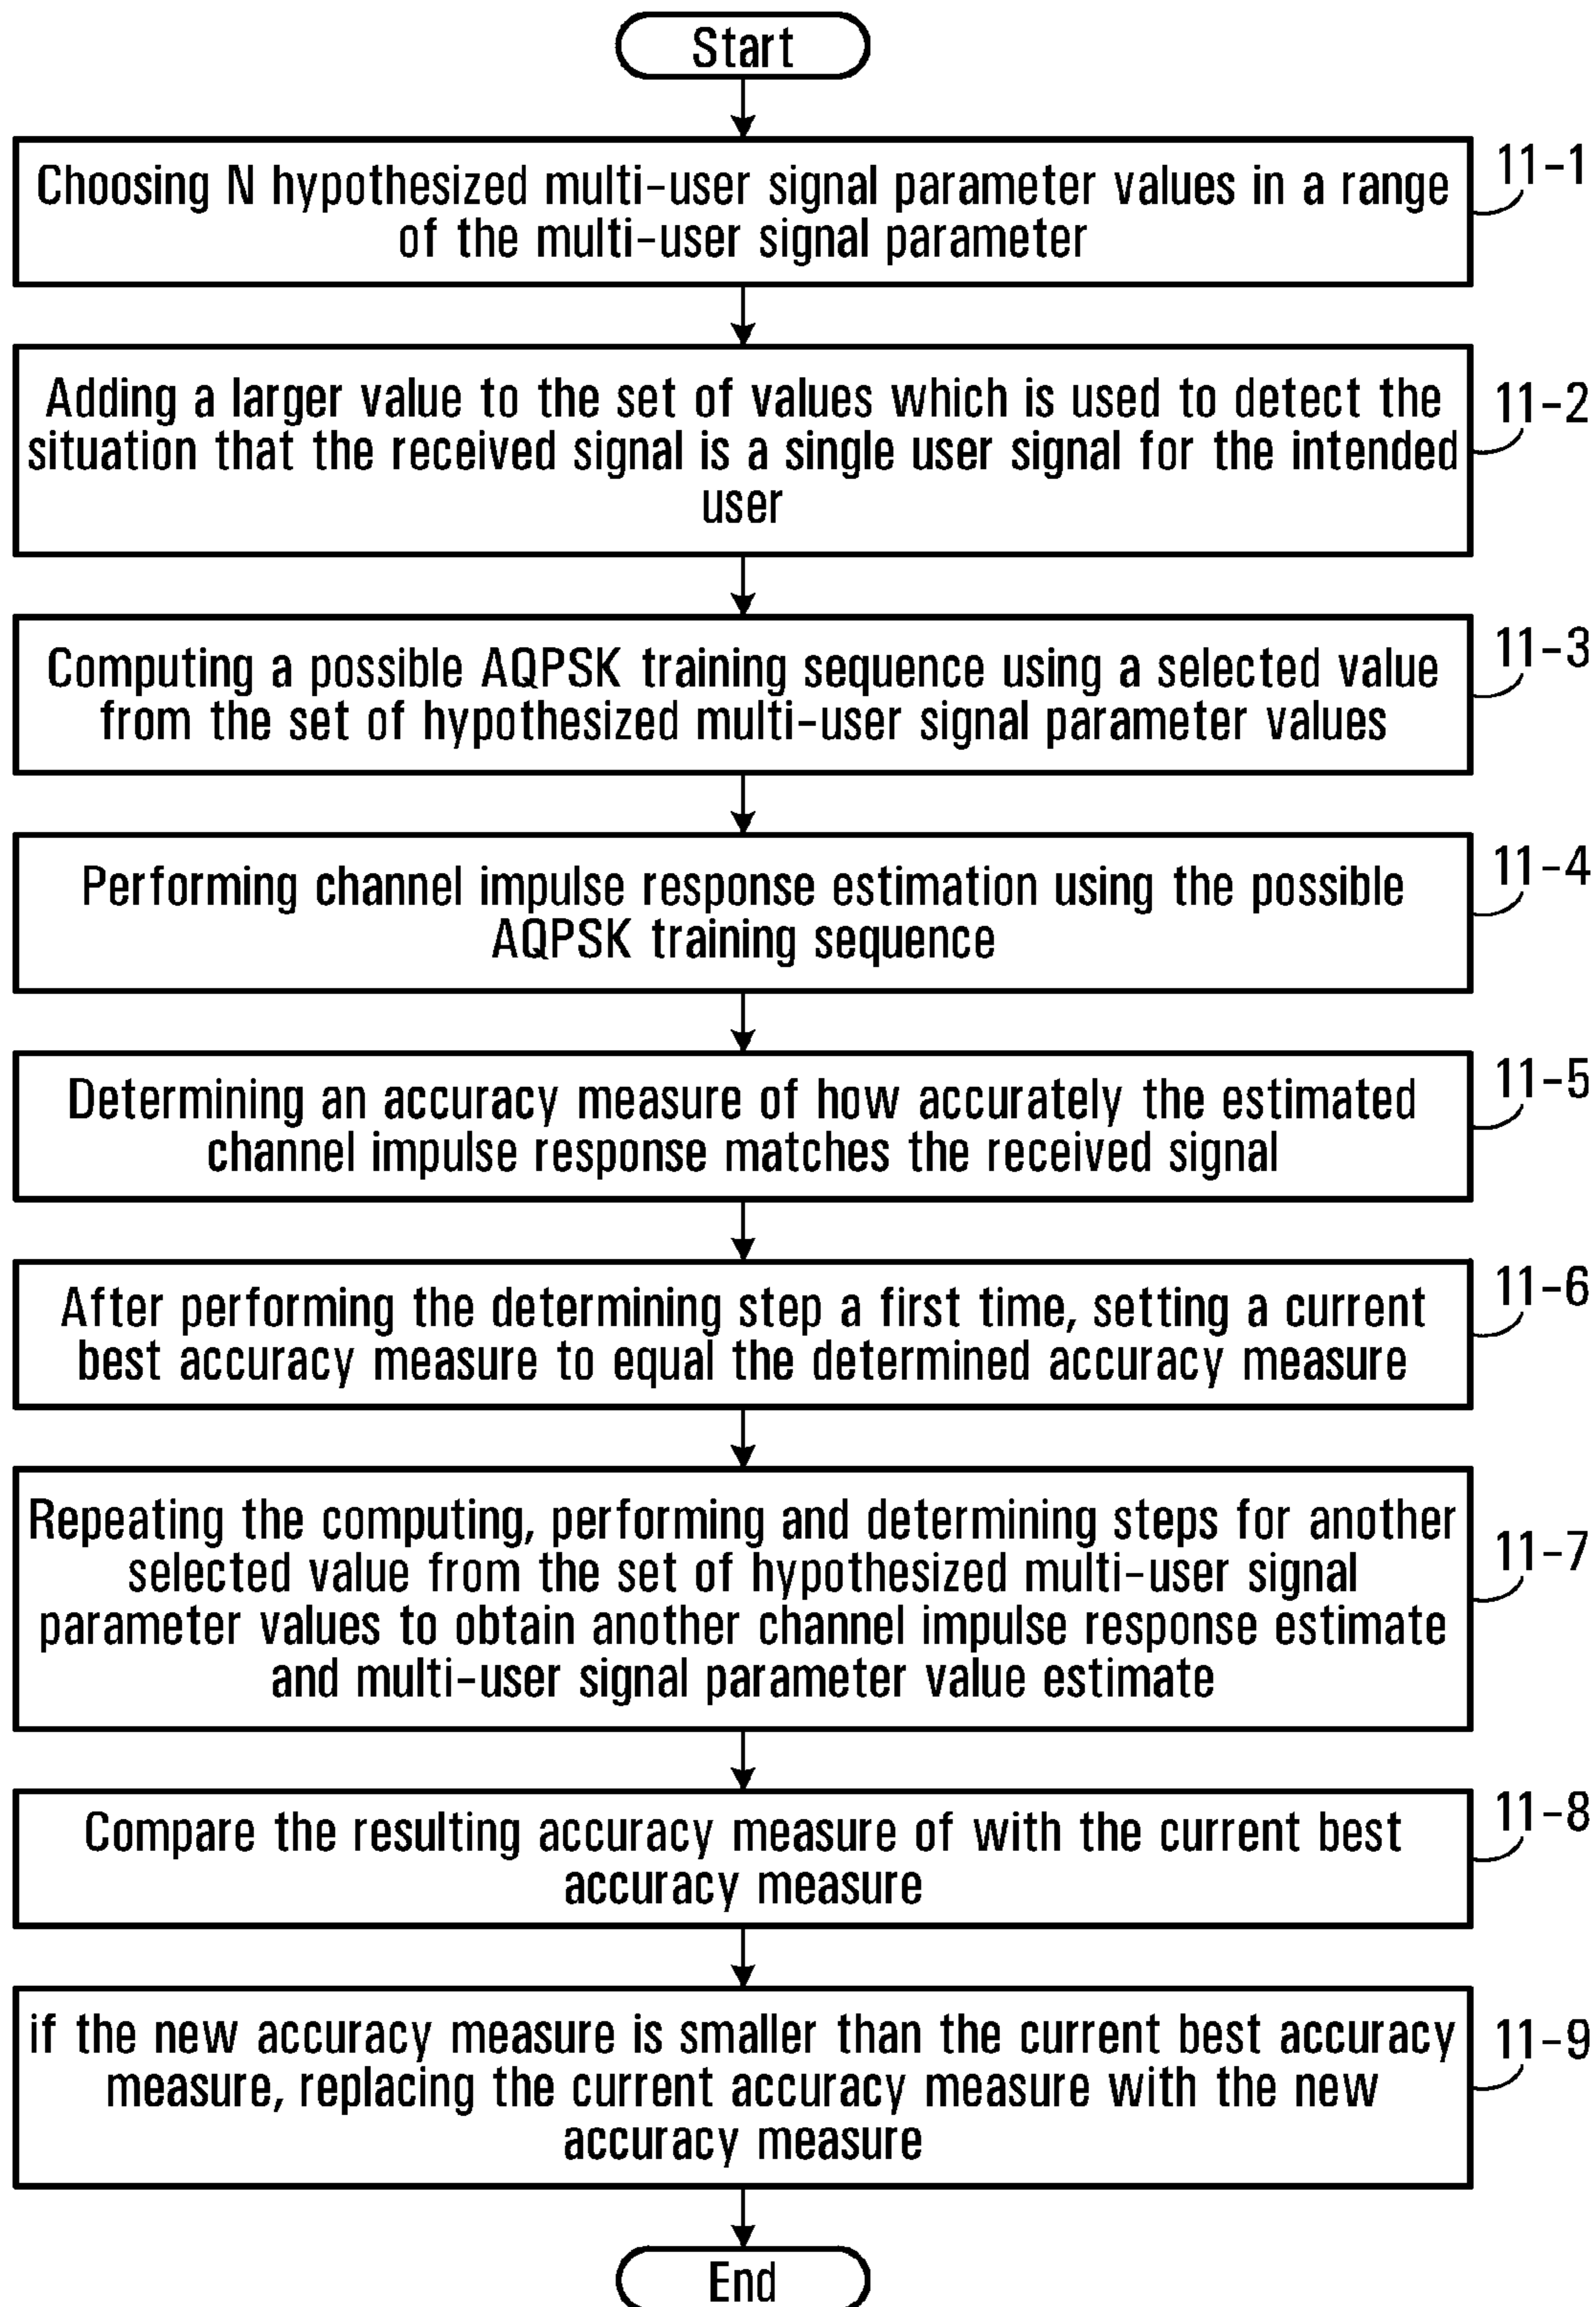 Start
Choosing N hypothesized multi-user signal parameter values in a range
of the multi-user signal parameter
11-1
Adding a larger value to the set of values which is used to detect the
situation that the received signal is a single user signal for the intended
user
11-2
Computing a possible AQPSK training sequence using a selected value
from the set of hypothesized multi-user signal parameter values
11-3
Performing channel impulse response estimation using the possible
AQPSK training sequence
11-4
Determining an accuracy measure of how accurately the estimated
channel impulse response matches the received signal
11-5
After performing the determining step a first time, setting a current
best accuracy measure to equal the determined accuracy measure
11-6
Repeating the computing, performing and determining steps for another
selected value from the set of hypothesized multi-user signal
parameter values to obtain another channel impulse response estimate
and multi-user signal parameter value estimate
11-7
Compare the resulting accuracy measure of with the current best
accuracy measure
11-8
if the new accuracy measure is smaller than the current best accuracy
measure, replacing the current accuracy measure with the new
accuracy measure
11-9
End